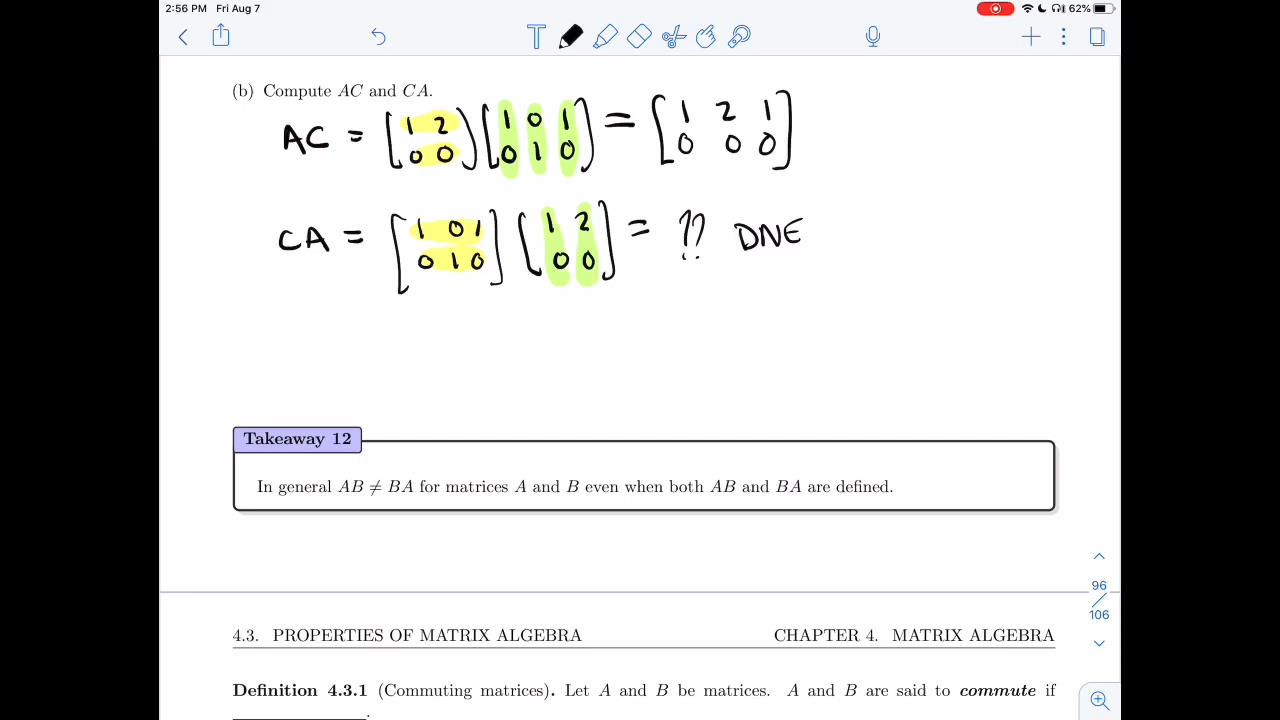 2:56 PM Fri Aug 7
62%
T
(b) Compute AC and CA.
AC = [1 2; 0 0] [1 0 1; 0 1 0] = [1 2 1; 0 0 0]
CA = [1 0 1; 0 1 0] [1 2; 0 0] = ?? DNE
Takeaway 12
In general AB ≠ BA for matrices A and B even when both AB and BA are defined.
96
106
4.3. PROPERTIES OF MATRIX ALGEBRA CHAPTER 4. MATRIX ALGEBRA
Definition 4.3.1 (Commuting matrices). Let A and B be matrices. A and B are said to commute if
.